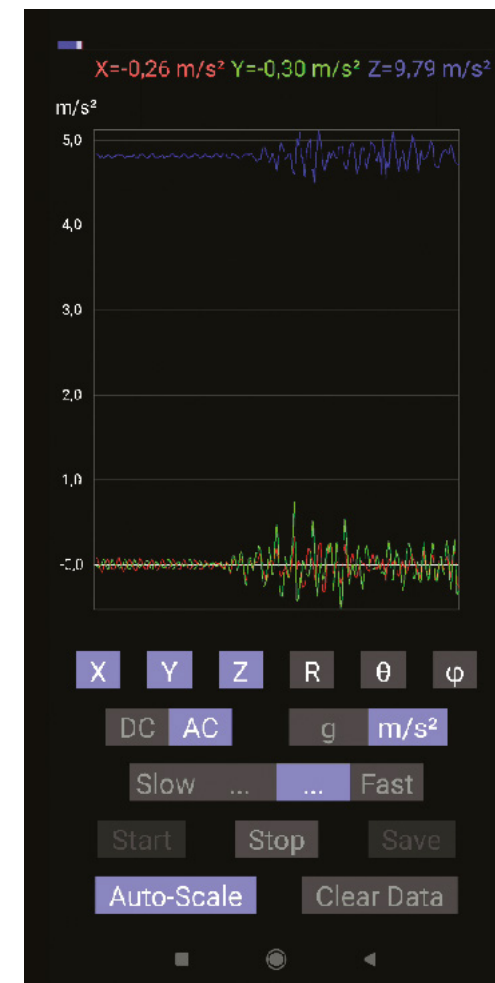 X=-0,26 m/s² Y=-0,30 m/s² Z=9,79 m/s²
m/s²
5,0
4,0
3,0
2,0
1,0
-0,0
X Y Z R θ φ
DC AC g m/s²
Slow ... ... Fast
Start Stop Save
Auto-Scale Clear Data